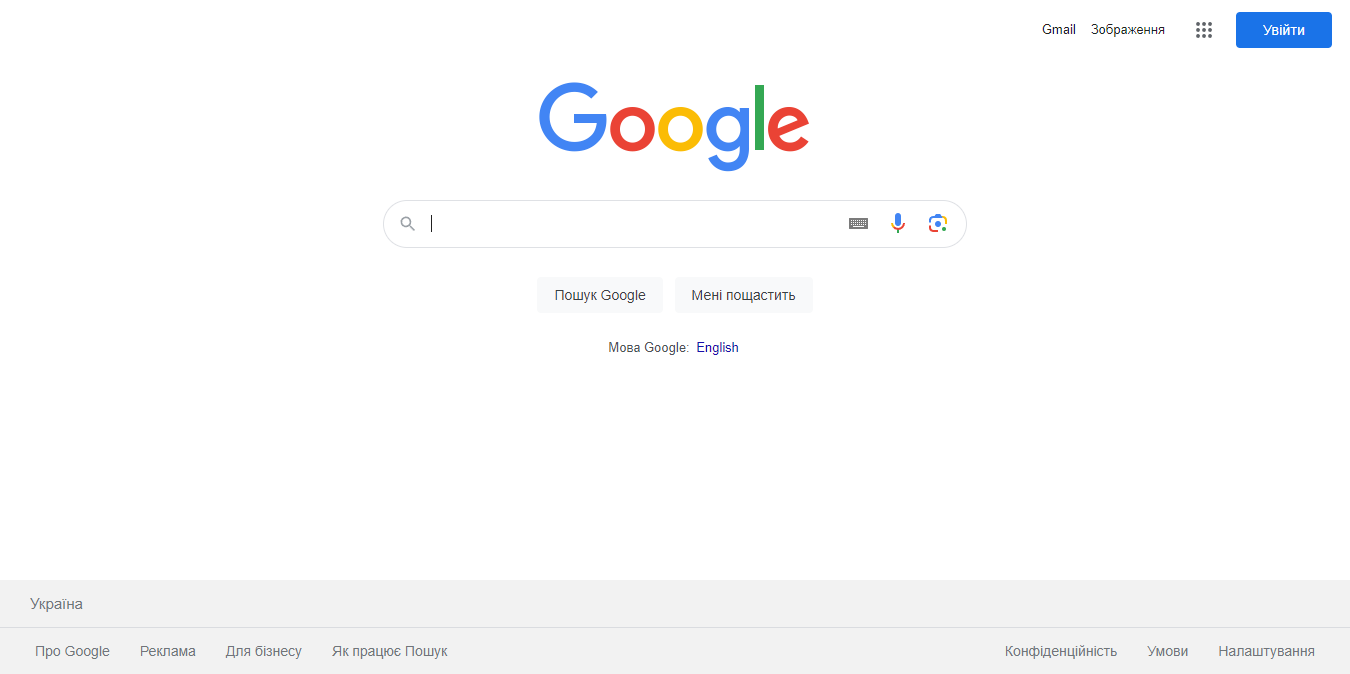 Gmail Зображення Увійти
Google
Пошук Google Мені пощастить
Мова Google: English
Україна
Про Google Реклама Для бізнесу Як працює Пошук Конфіденційність Умови Налаштування